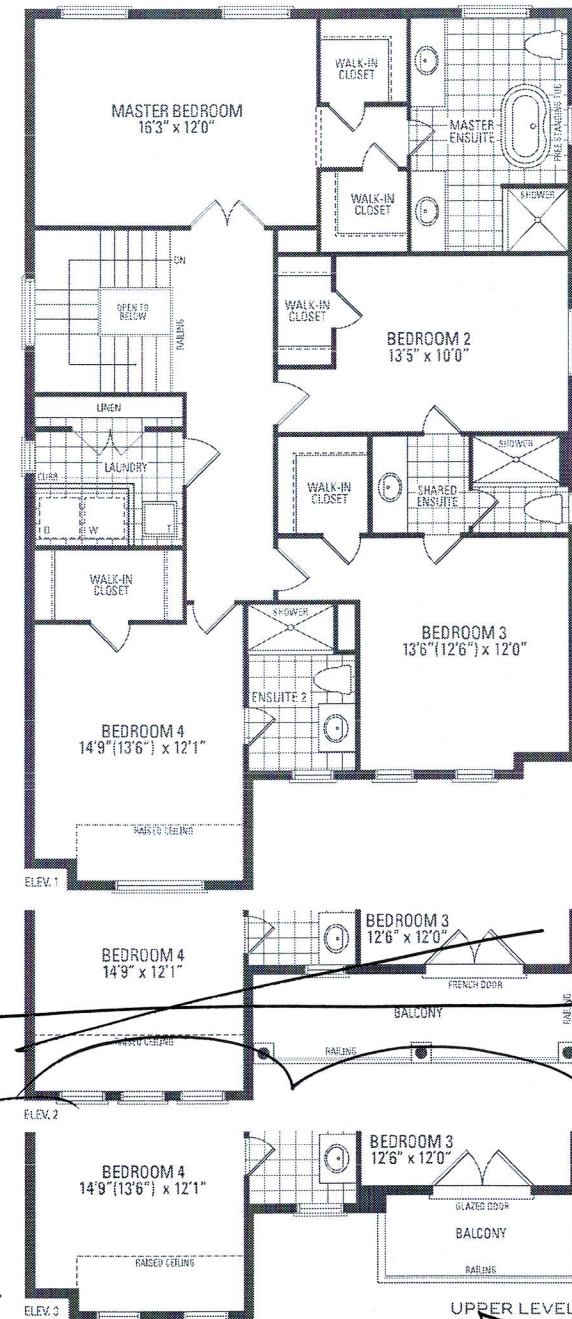 WALK-IN
CLOSET
MASTER BEDROOM
16'3" x 12'0"
MASTER
ENSUITE
FREE STANDING TUB
WALK-IN
CLOSET
SHOWER
DN
OPEN TO
BELOW
RAILING
WALK-IN
CLOSET
BEDROOM 2
13'5" x 10'0"
LINEN
LAUNDRY
CURB
D
W
T
SHOWER
WALK-IN
CLOSET
SHARED
ENSUITE
WALK-IN
CLOSET
SHOWER
BEDROOM 3
13'6"(12'6") x 12'0"
ENSUITE 2
BEDROOM 4
14'9"(13'6") x 12'1"
RAISED CEILING
ELEV. 1
BEDROOM 3
12'6" x 12'0"
BEDROOM 4
14'9" x 12'1"
FRENCH DOOR
BALCONY
RAILING
RAISED CEILING
RAILING
ELEV. 2
BEDROOM 3
12'6" x 12'0"
BEDROOM 4
14'9"(13'6") x 12'1"
GLAZED DOOR
BALCONY
RAISED CEILING
RAILING
ELEV. 3
UPPER LEVEL